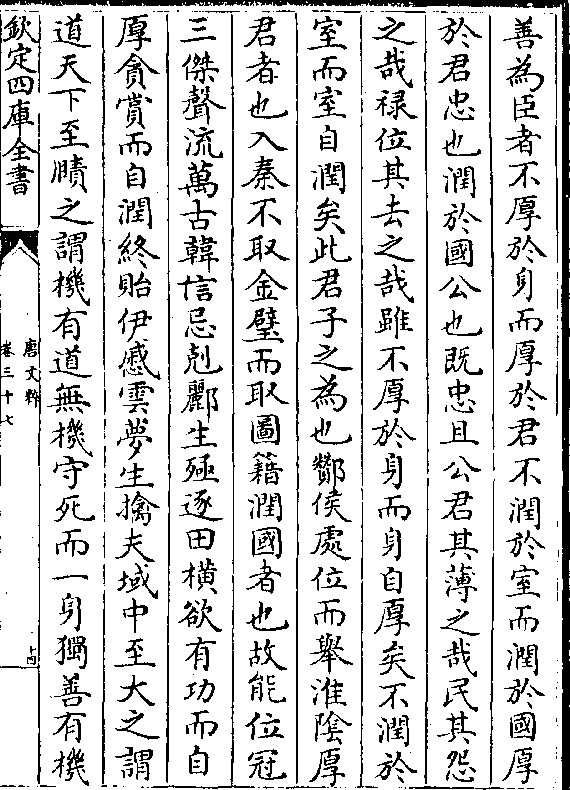 善為臣者不厚於身而厚於君不潤於室而潤於國厚
於君忠也潤於國公也既忠且公君其薄之哉民其怨
之哉禄位其去之哉雖不厚於身而身自厚矣不潤於
室而室自潤矣此君子之為也酇侯處位而舉淮陰厚
君者也入秦不取金璧而取圖籍潤國者也故能位冠
三傑聲流萬古韓信忌剋酈生殛逐田横欲有功而自
厚貪賞而自潤終貽伊慼雲夢生擒夫域中至大之謂
道天下至賾之謂機有道無機守死而一身獨善有機
欽定四庫全書
唐文粹
卷三十七
十四